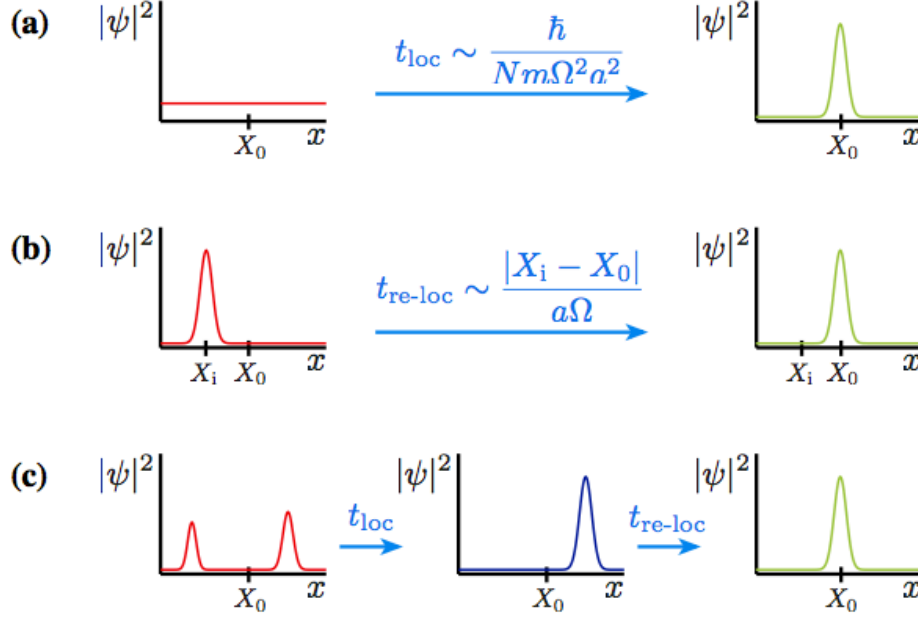 (a) |ψ|² t_loc ∼ ℏ / (NmΩ²a²) |ψ|²
X₀ x X₀ x
(b) |ψ|² t_re-loc ∼ |X_i − X₀| / (aΩ) |ψ|²
X_i X₀ x X_i X₀ x
(c) |ψ|² t_loc |ψ|² t_re-loc |ψ|²
X₀ x X₀ x X₀ x